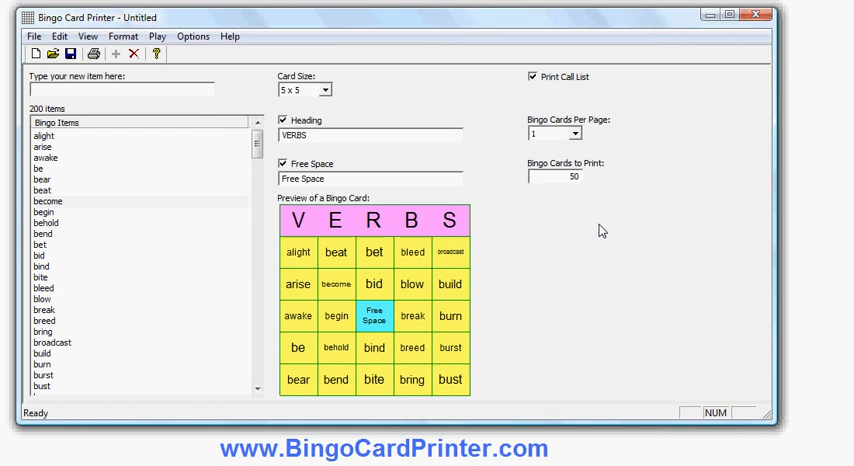 Bingo Card Printer - Untitled
File Edit View Format Play Options Help
Type your new item here:
200 items
Bingo Items
alight
arise
awake
be
bear
beat
become
begin
behold
bend
bet
bid
bind
bite
bleed
blow
break
breed
bring
broadcast
build
burn
burst
bust
Card Size:
5 x 5
Heading
VERBS
Free Space
Free Space
Preview of a Bingo Card:
V E R B S
alight beat bet bleed broadcast
arise become bid blow build
awake begin Free Space break burn
be behold bind breed burst
bear bend bite bring bust
Print Call List
Bingo Cards Per Page:
1
Bingo Cards to Print:
50
Ready
NUM
www.BingoCardPrinter.com